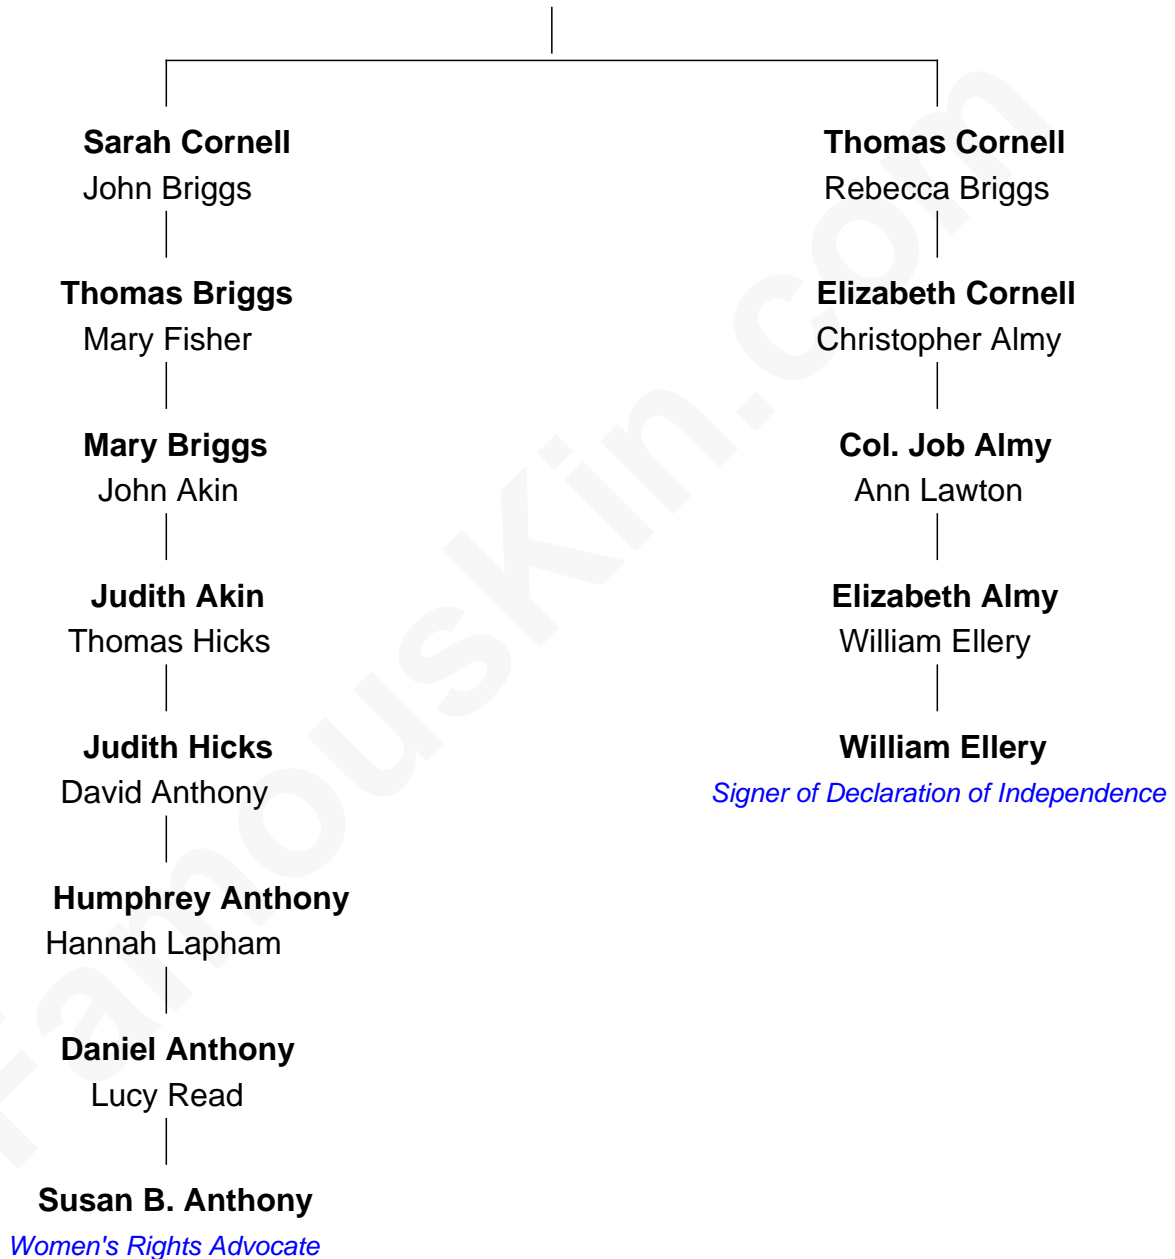 Sarah Cornell
John Briggs
Thomas Briggs
Mary Fisher
Mary Briggs
John Akin
Judith Akin
Thomas Hicks
Judith Hicks
David Anthony
Humphrey Anthony
Hannah Lapham
Daniel Anthony
Lucy Read
Susan B. Anthony
Women's Rights Advocate
Thomas Cornell
Rebecca Briggs
Elizabeth Cornell
Christopher Almy
Col. Job Almy
Ann Lawton
Elizabeth Almy
William Ellery
William Ellery
Signer of Declaration of Independence
FamousKin.com